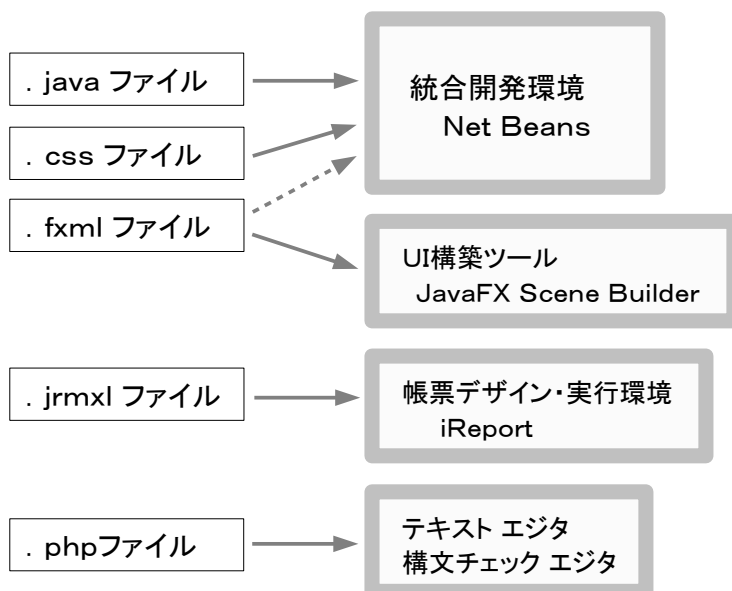 ．java ファイル
統合開発環境
Net Beans
．css ファイル
．fxml ファイル
UI構築ツール
JavaFX Scene Builder
．jrmxl ファイル
帳票デザイン・実行環境
iReport
．phpファイル
テキスト エジタ
構文チェック エジタ